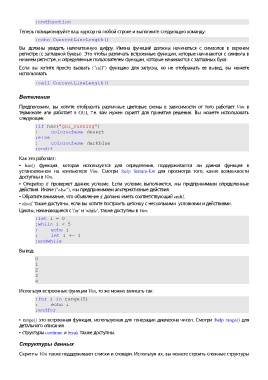 :endfunction
Теперь позиционируйте ваш курсор на любой строке и выполните следующую команду:
:echo CurrentLineLength()
Вы должны увидеть напечатанную цифру. Имена функций должны начинаться с символов в верхнем
регистре (с заглавной буквы). Это чтобы различать встроенные функции, которые начинаются с символа в
нижнем регистре, и определённые пользователем функции, которые начинаются с заглавных букв.
Если вы хотите просто вызвать ("call") функцию для запуска, но не отображать её вывод, вы можете
использовать
:call CurrentLineLength()
Ветвления
Предположим, вы хотите отобразить различные цветовые схемы в зависимости от того работает Vim в
терминале или работает в GUI, т.е. вам нужен скрипт для принятия решения. Вы можете использовать
следующее:
:if has("gui_running")
: colorscheme desert
:else
: colorscheme darkblue
:endif
Как это работает:
• has() функция, которая используется для определения, поддерживается ли данная функция в
установленном на компьютере Vim. Смотри :help feature-list для просмотра того, какие возможности
доступны в Vim.
• Оператор if проверяет данное условие. Если условие выполняется, мы предпринимаем определённые
действия. Иначе ("else"), мы предпринимаем альтернативные действия.
• Обратите внимание, что объявление if должно иметь соответствующий endif.
• elseif также доступны, если вы хотите построить цепочку с несколькими условиями и действиями.
Циклы, начинающиеся с 'for' и 'while', также доступны в Vim:
:let i = 0
:while i < 5
: echo i
: let i += 1
:endwhile
Вывод:
0
1
2
3
4
Используя встроенные функции Vim, то же можно записать так:
:for i in range(5)
: echo i
:endfor
• range() это встроенная функция, используемая для генерации диапазона чисел. Смотри :help range() для
детального описания.
• структуры continue и break также доступны.
Структуры данных
Скрипты Vim также поддерживают списки и словари. Используя их, вы можете строить сложные структуры